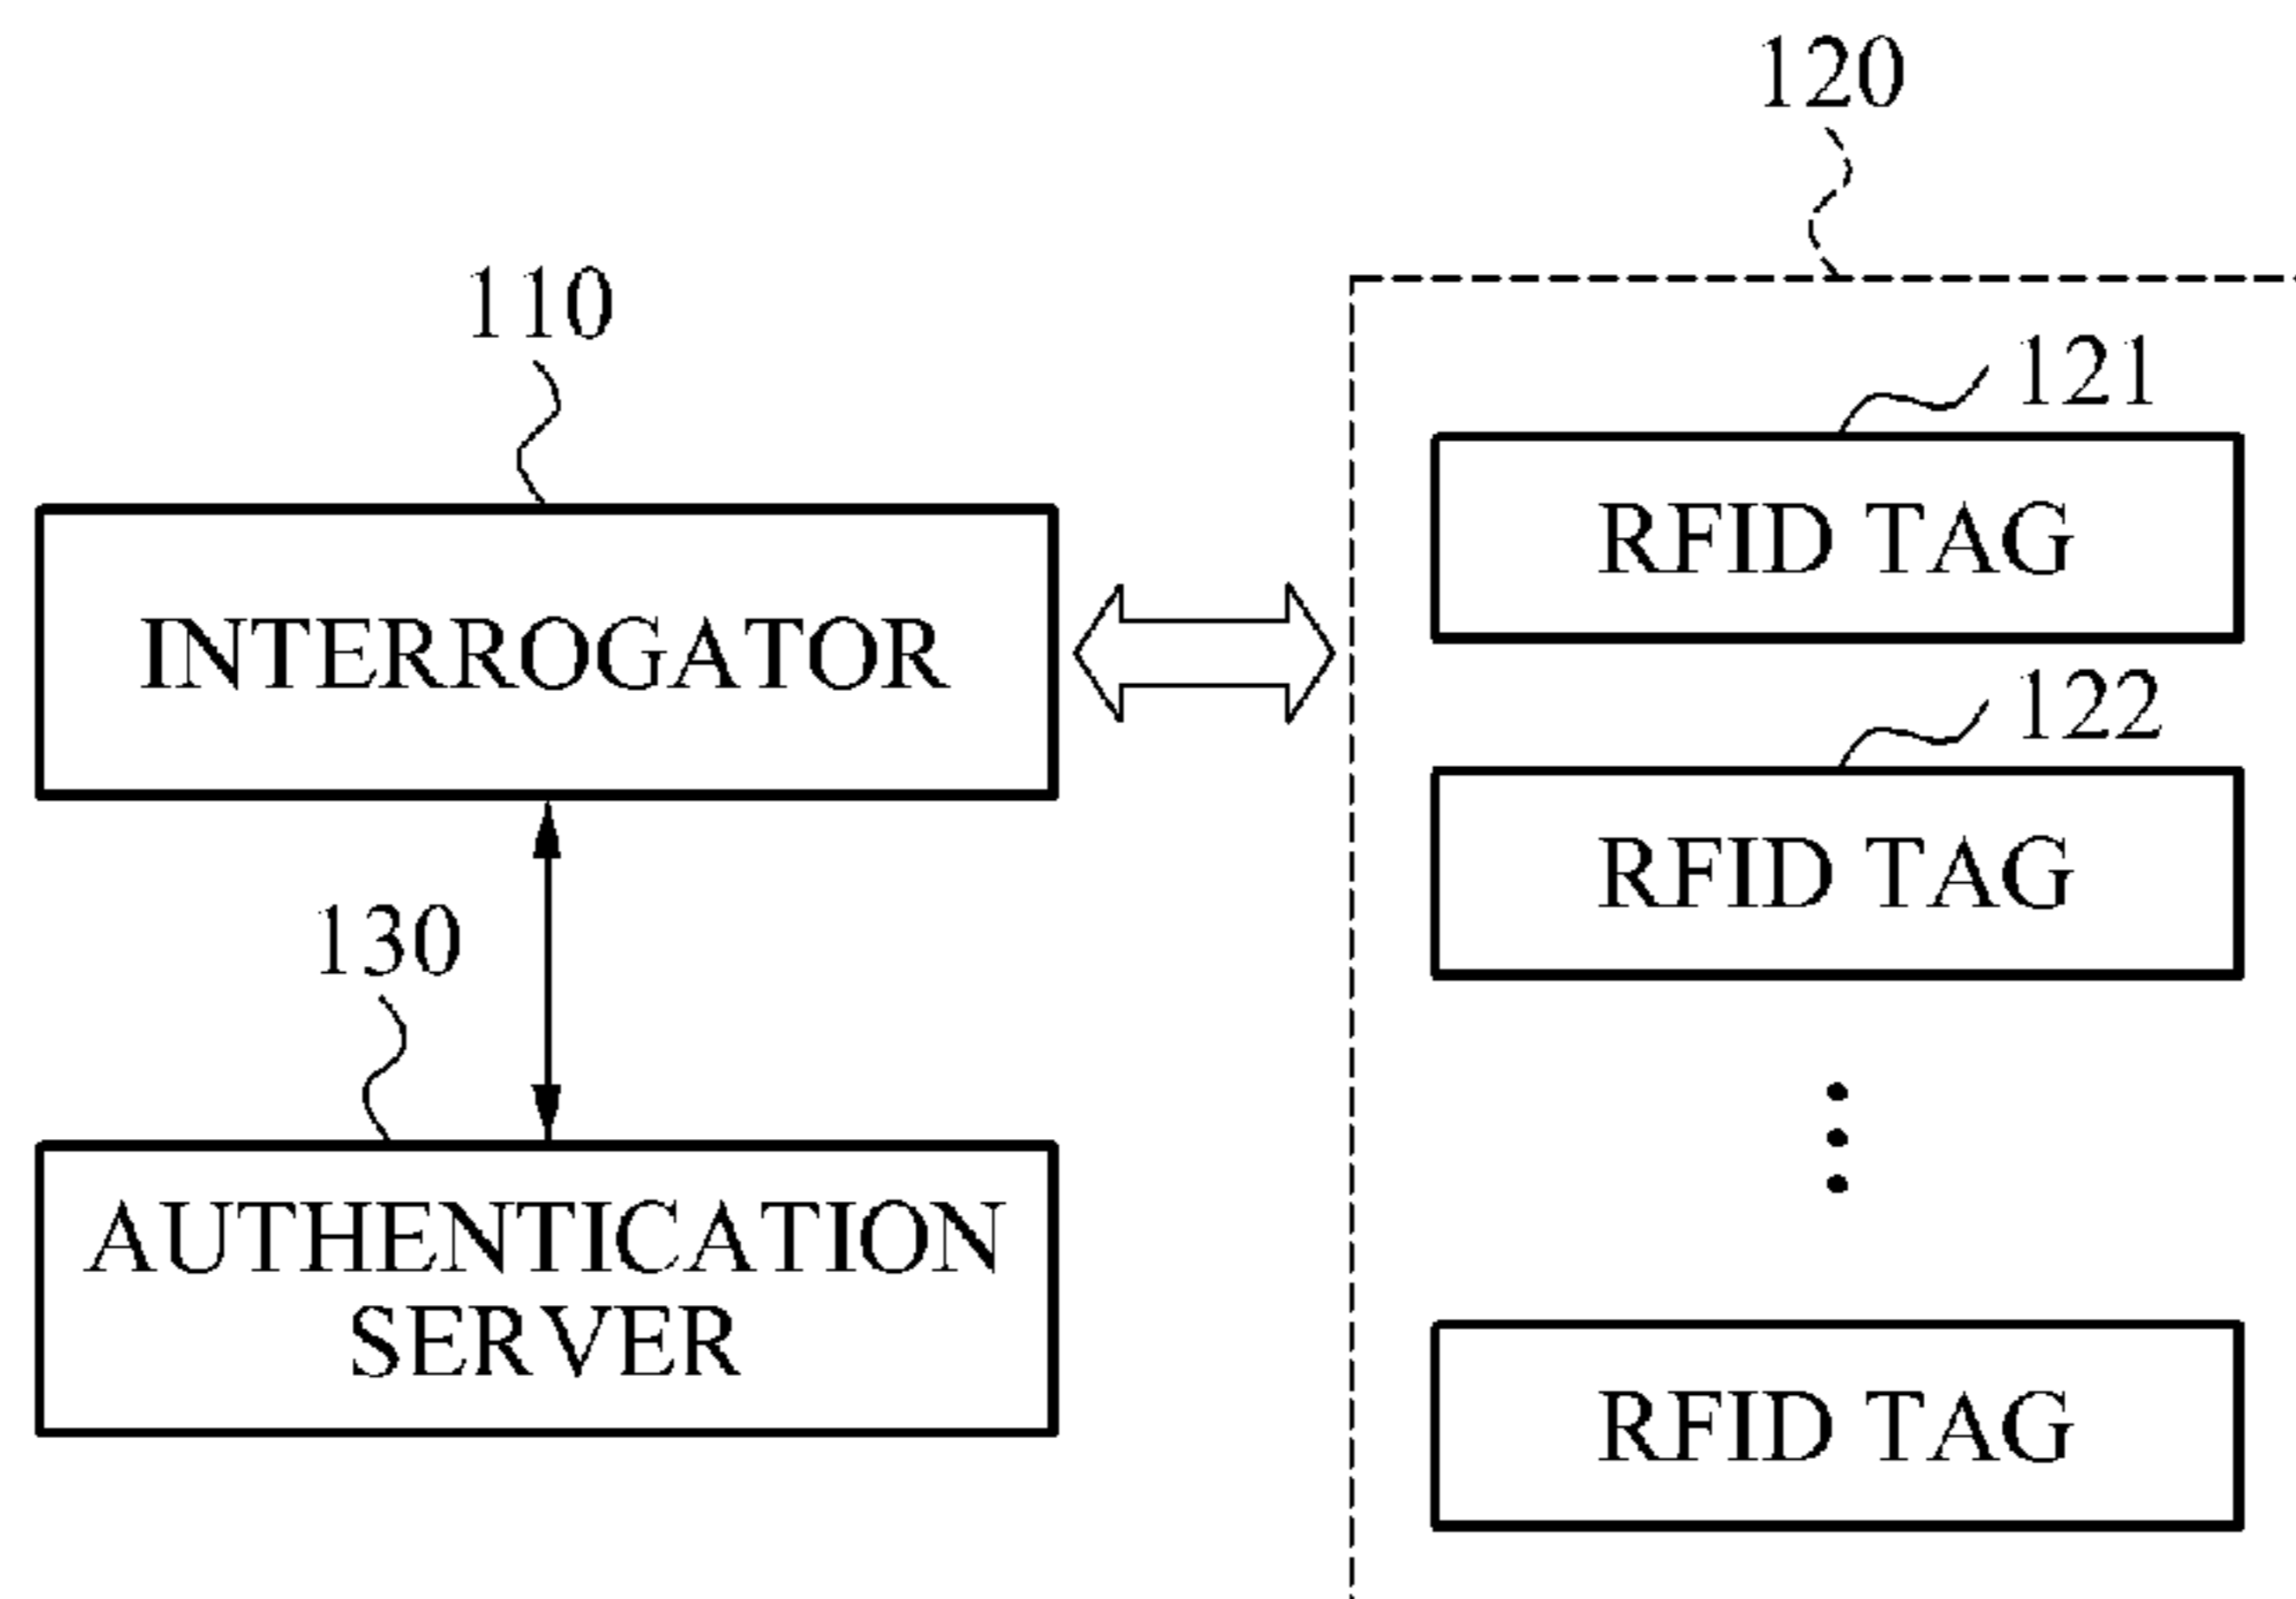 120
110
121
RFID TAG
INTERROGATOR
122
RFID TAG
130
AUTHENTICATION
SERVER
RFID TAG